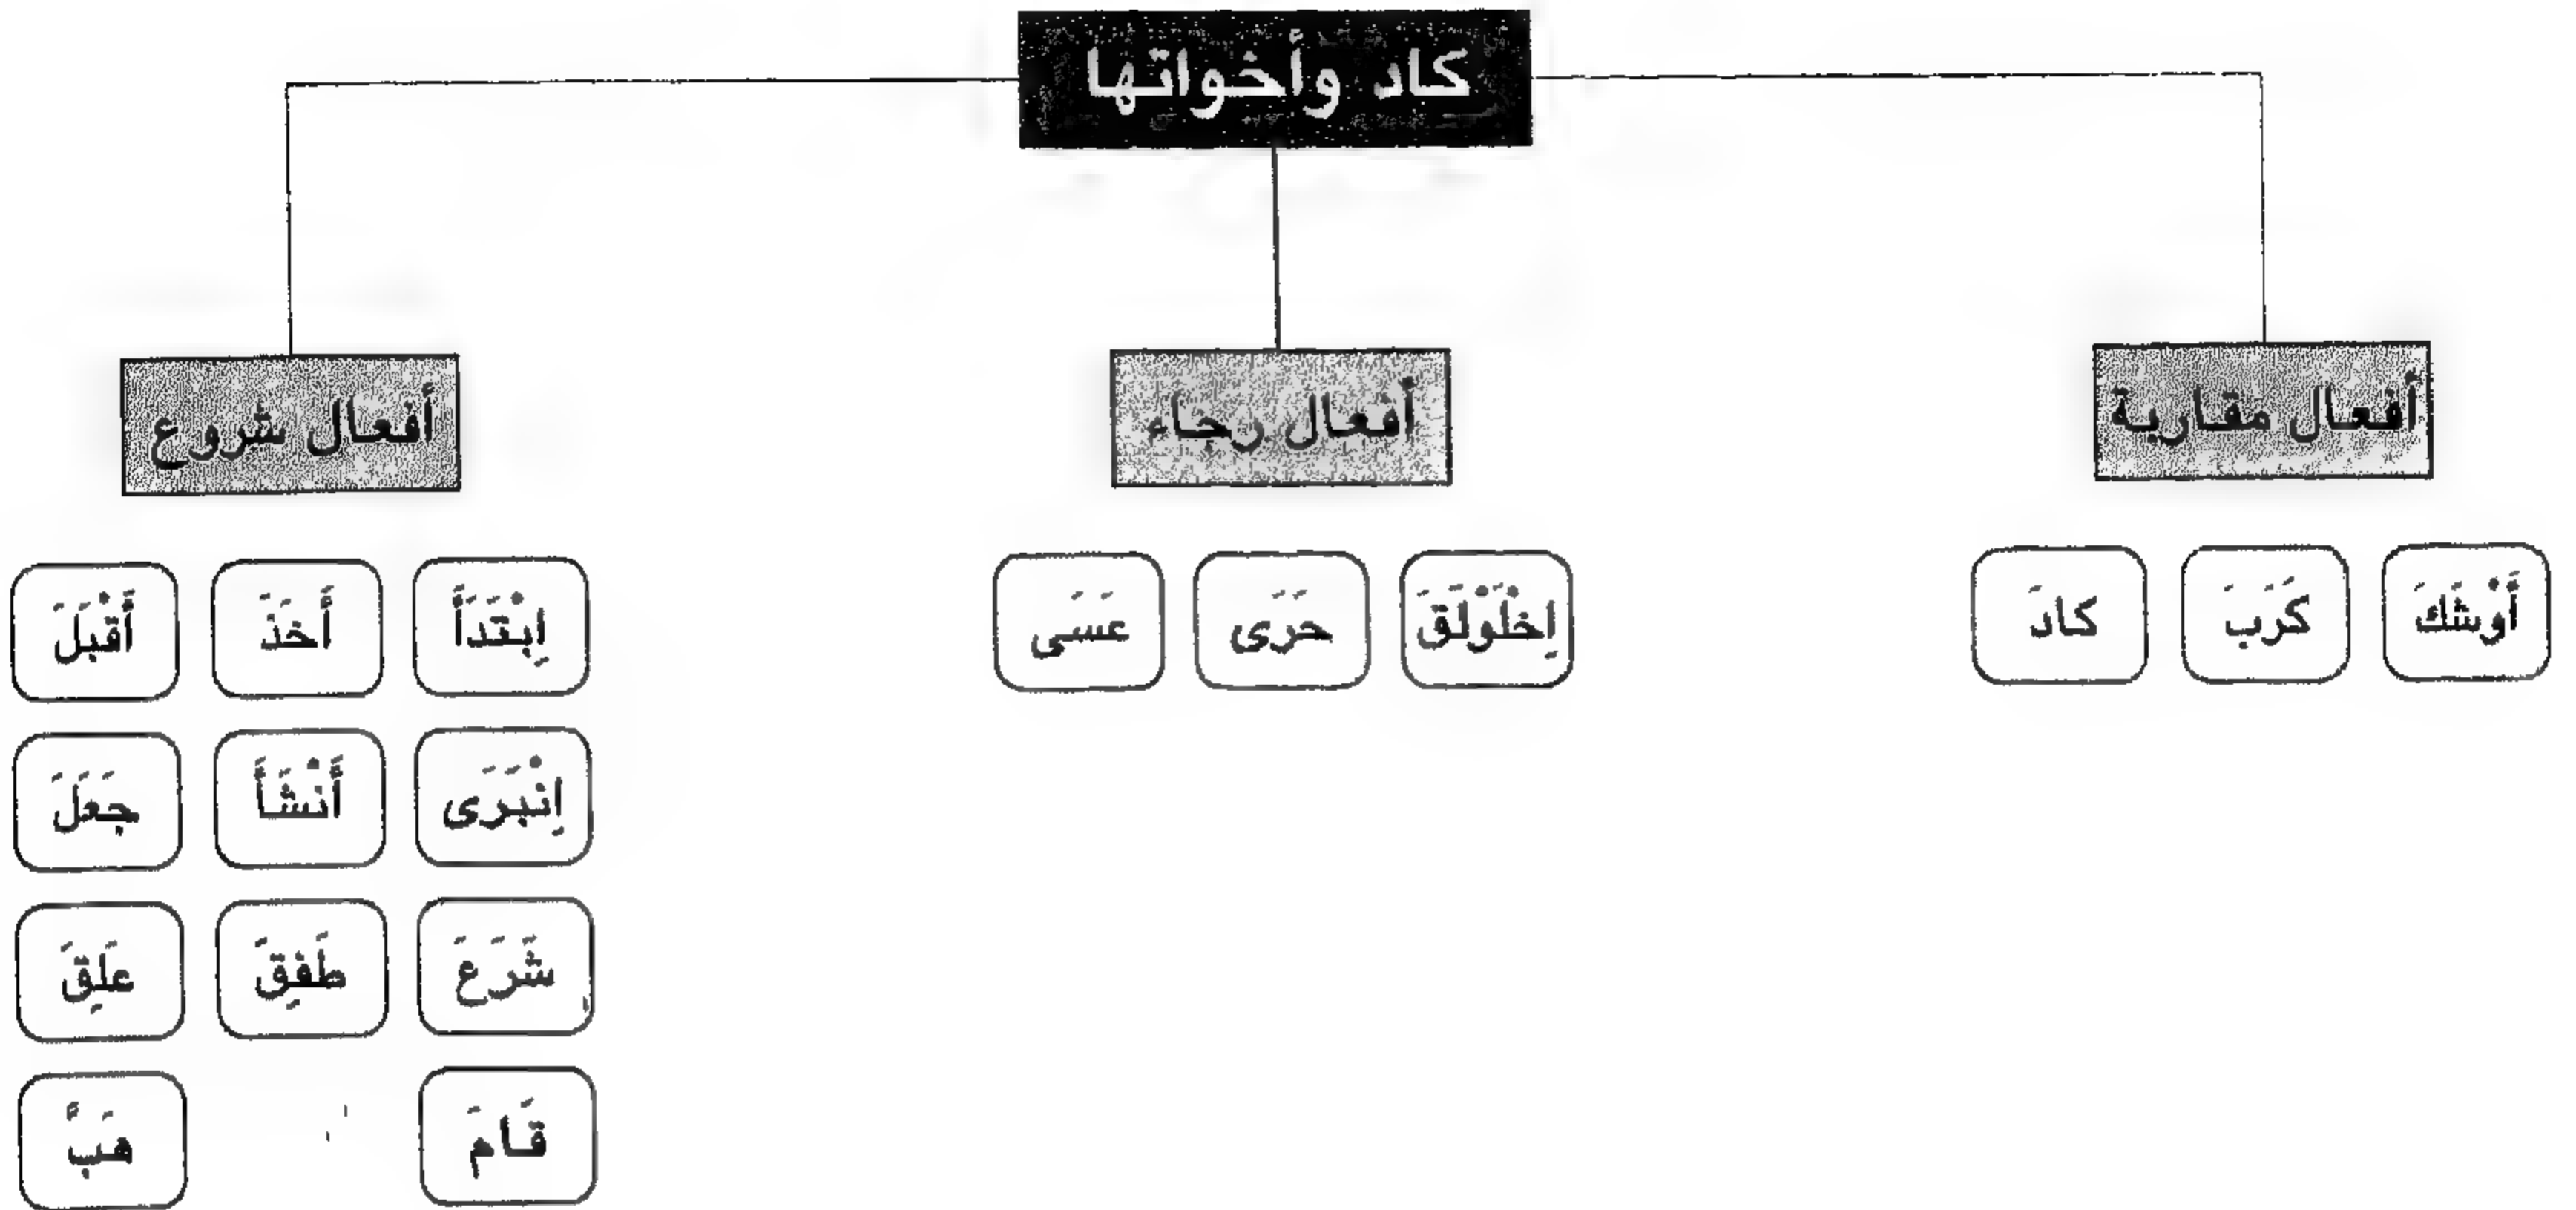 كاد وأخواتها
أفعال مقاربة
أفعال رجاء
أفعال شروع
أَوْشَكَ
كَرَبَ
كادَ
اِخْلَوْلَقَ
حَرَى
عَسَى
اِبْتَدَأَ
أَخَذَ
أَقْبَلَ
اِنْبَرَى
أَنْشَأَ
جَعَلَ
شَرَعَ
طَفِقَ
عَلِقَ
قَامَ
هَبَّ